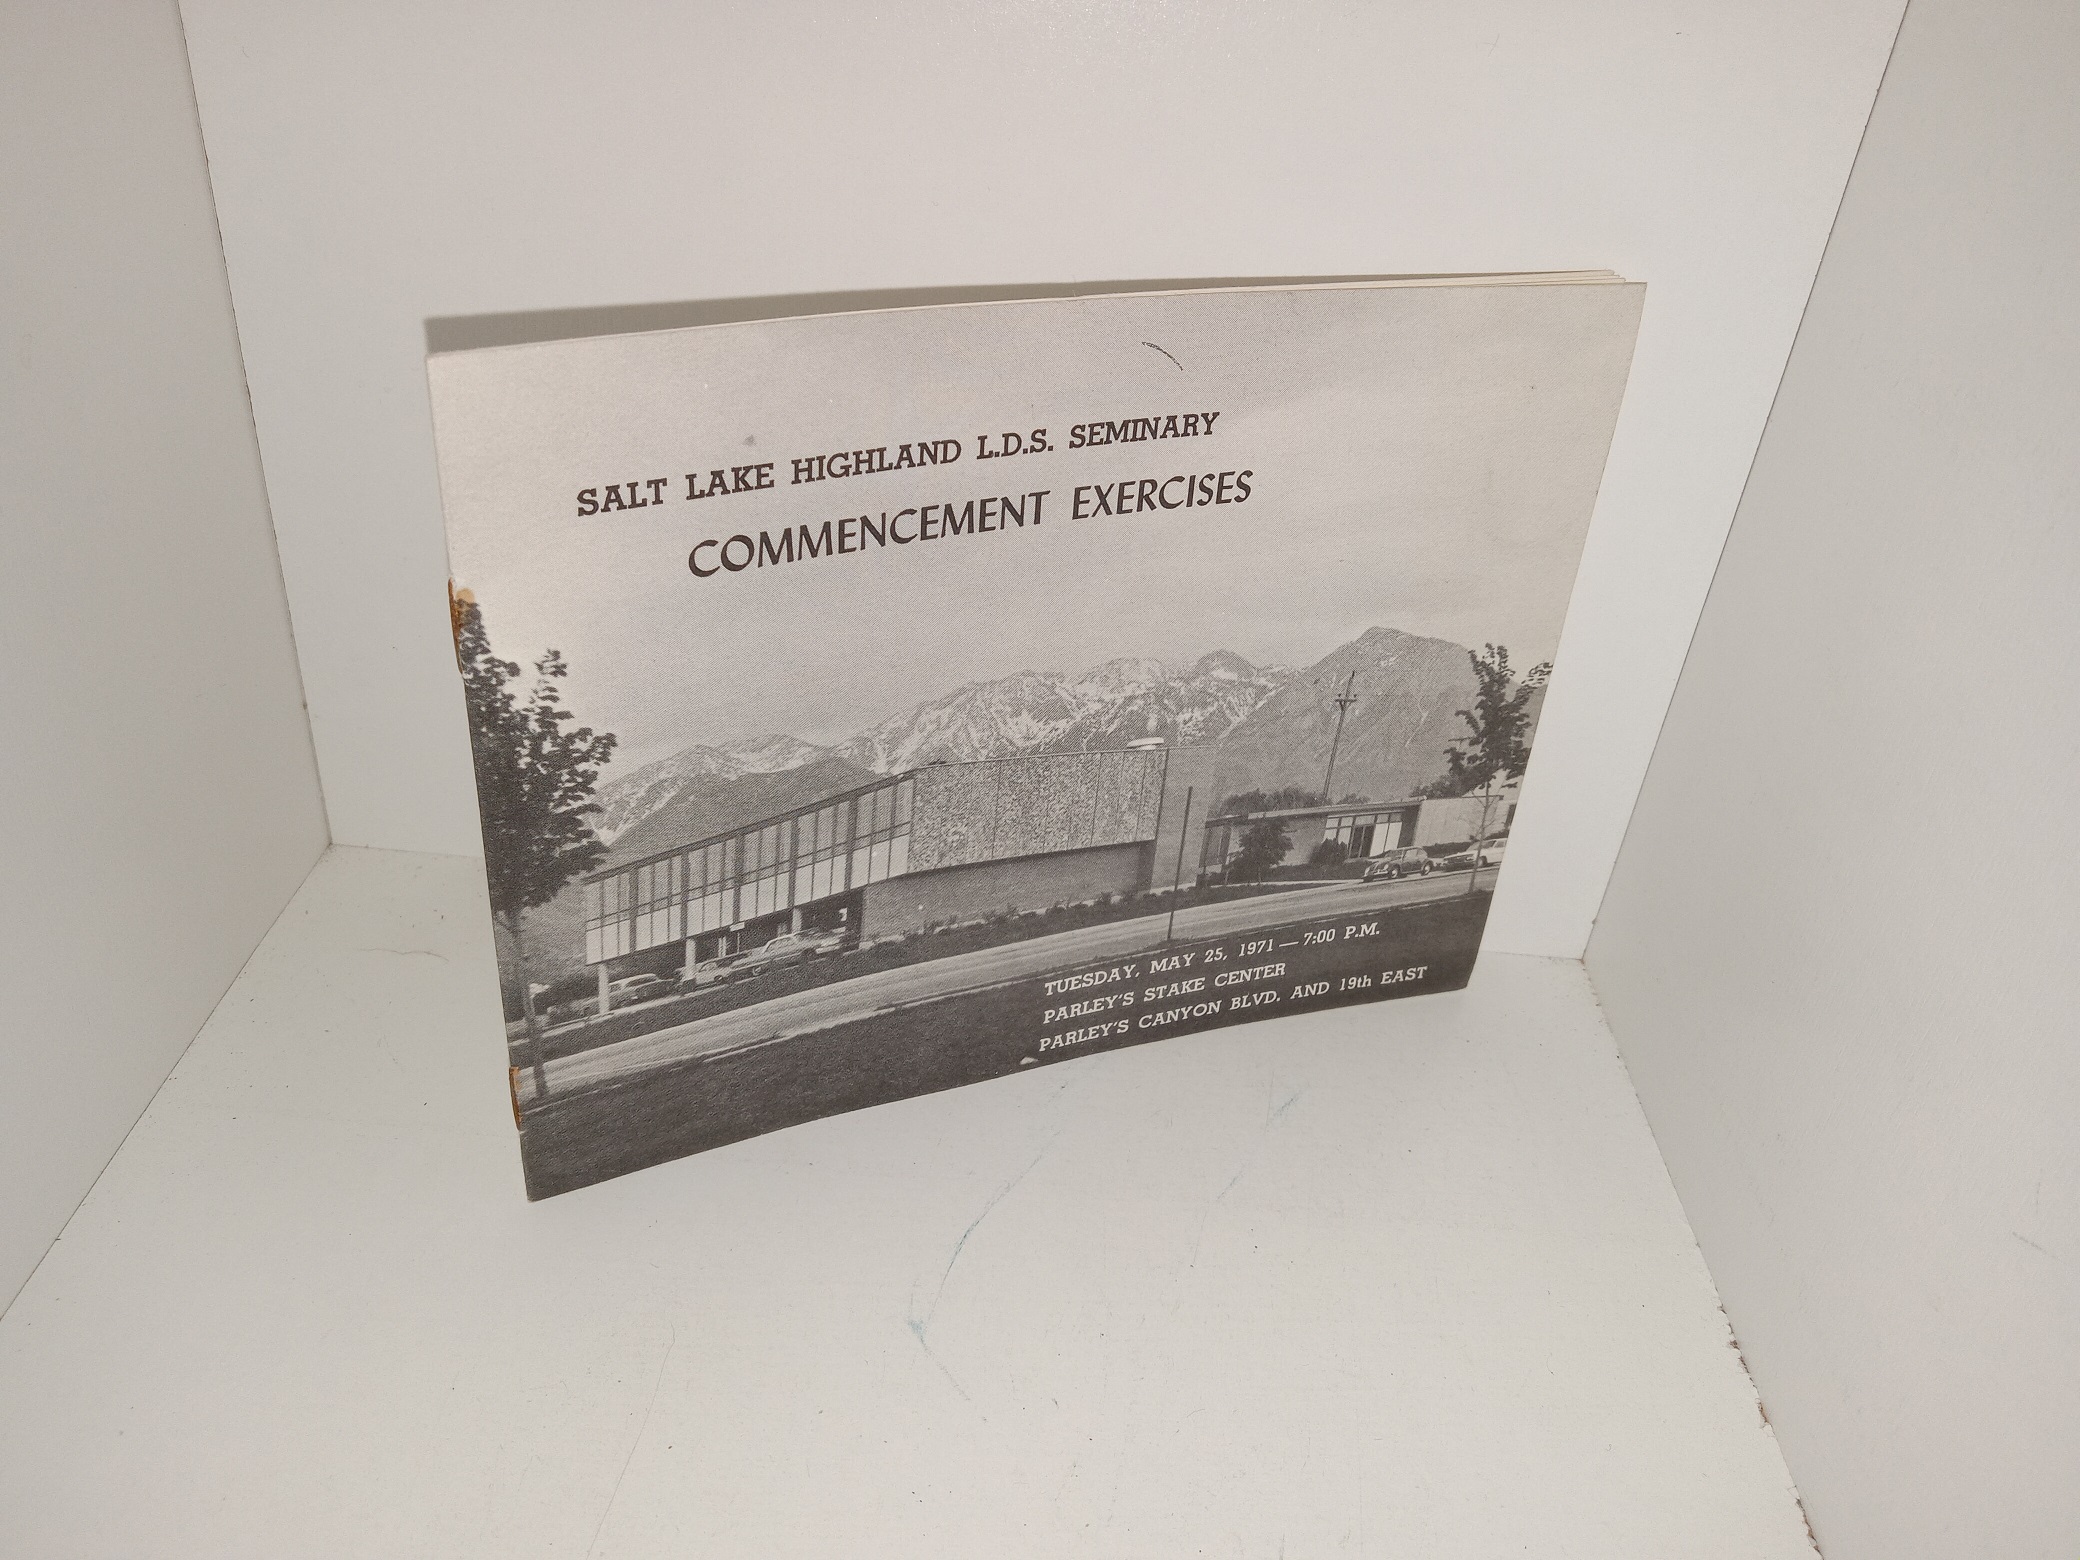 SALT LAKE HIGHLAND L.D.S. SEMINARY
COMMENCEMENT EXERCISES
TUESDAY, MAY 25, 1971 — 7:00 P.M.
PARLEY'S STAKE CENTER
PARLEY'S CANYON BLVD. AND 19th EAST